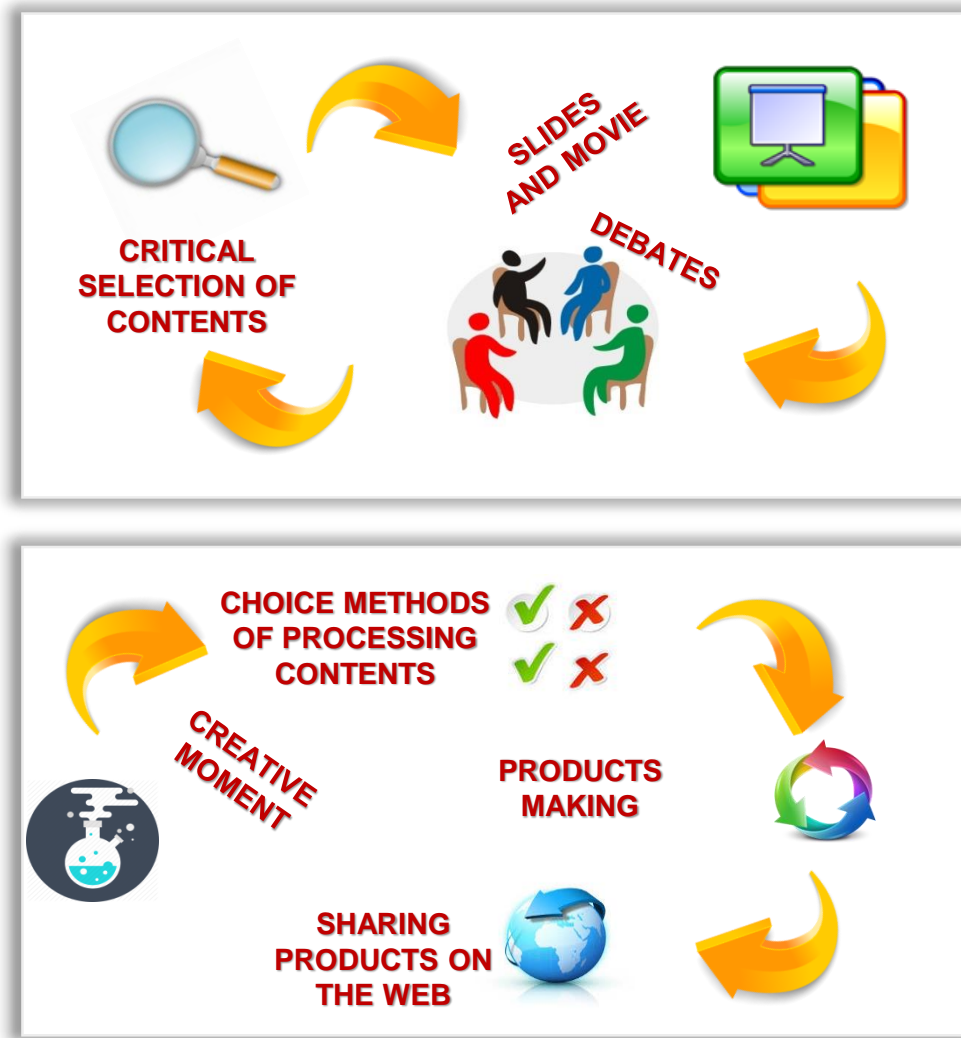 CRITICAL
SELECTION OF
CONTENTS
SLIDES
AND MOVIE
DEBATES
CHOICE METHODS
OF PROCESSING
CONTENTS
CREATIVE
MOMENT
PRODUCTS
MAKING
SHARING
PRODUCTS ON
THE WEB